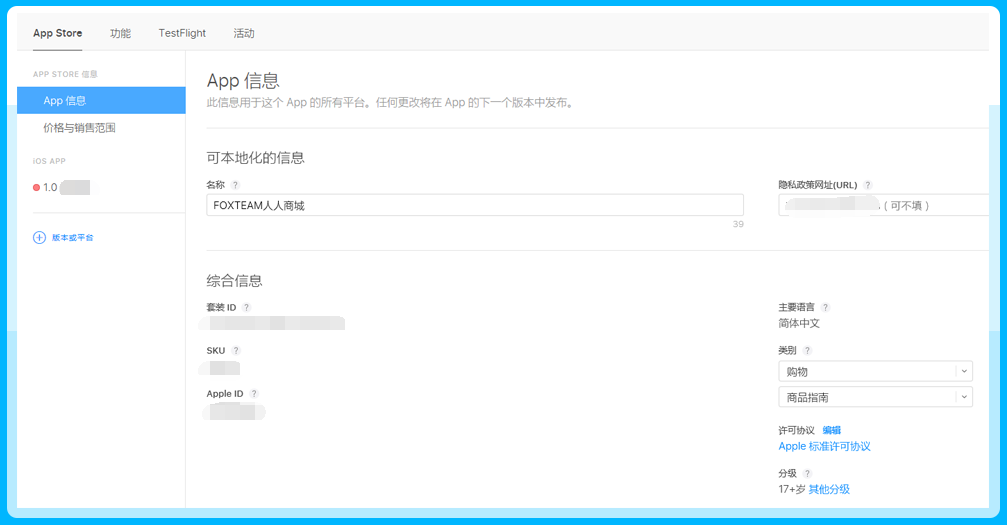 App Store 功能 TestFlight 活动
APP STORE 信息
App 信息
价格与销售范围
iOS APP
1.0
版本或平台
App 信息
此信息用于这个 App 的所有平台。任何更改将在 App 的下一个版本中发布。
可本地化的信息
名称 ?
FOXTEAM人人商城
39
隐私政策网址(URL) ?
(可不填)
综合信息
套装 ID ?
SKU ?
Apple ID ?
主要语言 ?
简体中文
类别 ?
购物
商品指南
许可协议 编辑
Apple 标准许可协议
分级 ?
17+岁 其他分级